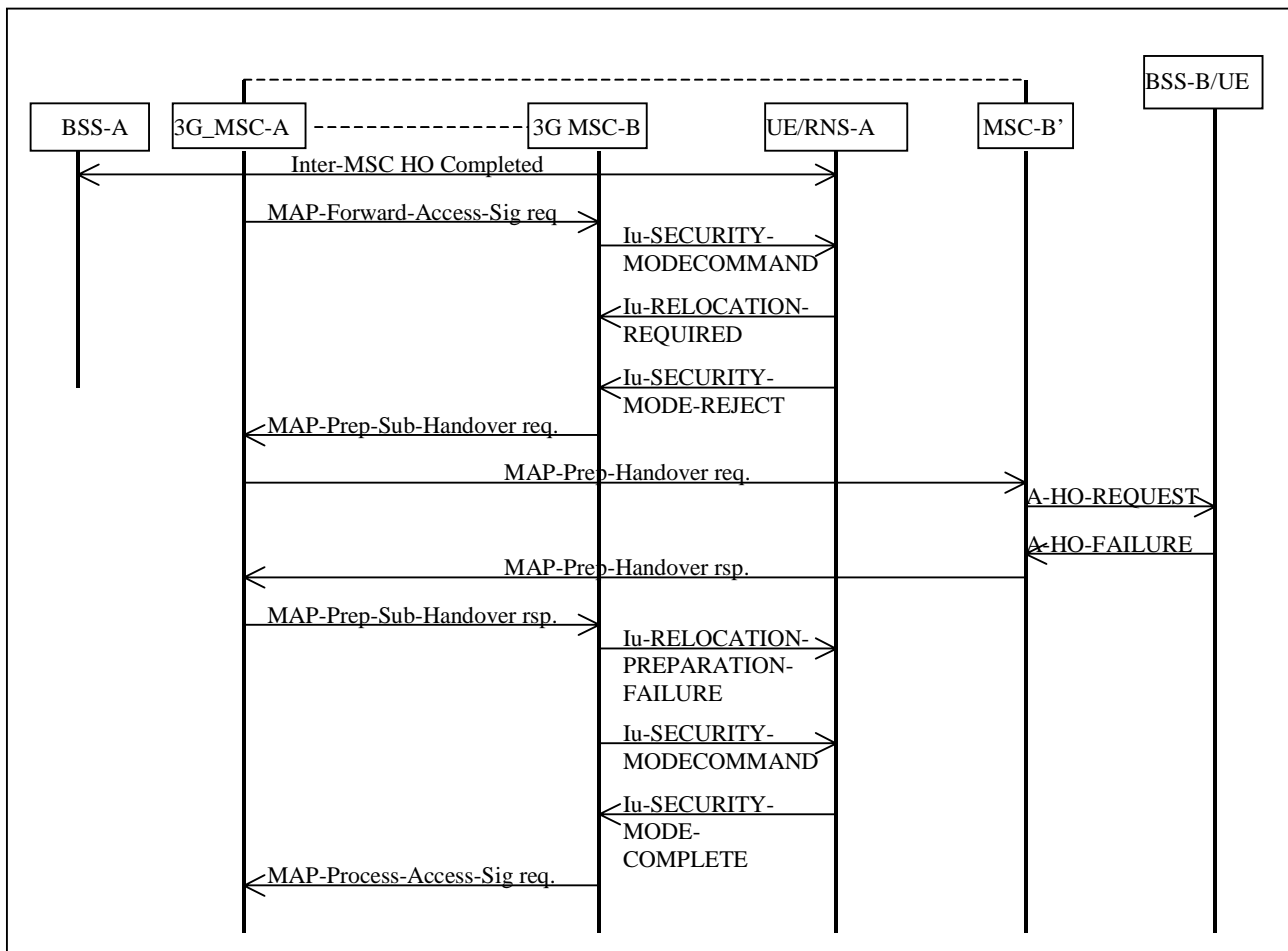 BSS-B/UE
BSS-A
3G_MSC-A
3G MSC-B
UE/RNS-A
MSC-B’
Inter-MSC HO Completed
MAP-Forward-Access-Sig req
Iu-SECURITY-
MODECOMMAND
Iu-RELOCATION-
REQUIRED
Iu-SECURITY-
MODE-REJECT
MAP-Prep-Sub-Handover req.
MAP-Prep-Handover req.
A-HO-REQUEST
A-HO-FAILURE
MAP-Prep-Handover rsp.
MAP-Prep-Sub-Handover rsp.
Iu-RELOCATION-
PREPARATION-
FAILURE
Iu-SECURITY-
MODECOMMAND
Iu-SECURITY-
MODE-
COMPLETE
MAP-Process-Access-Sig req.